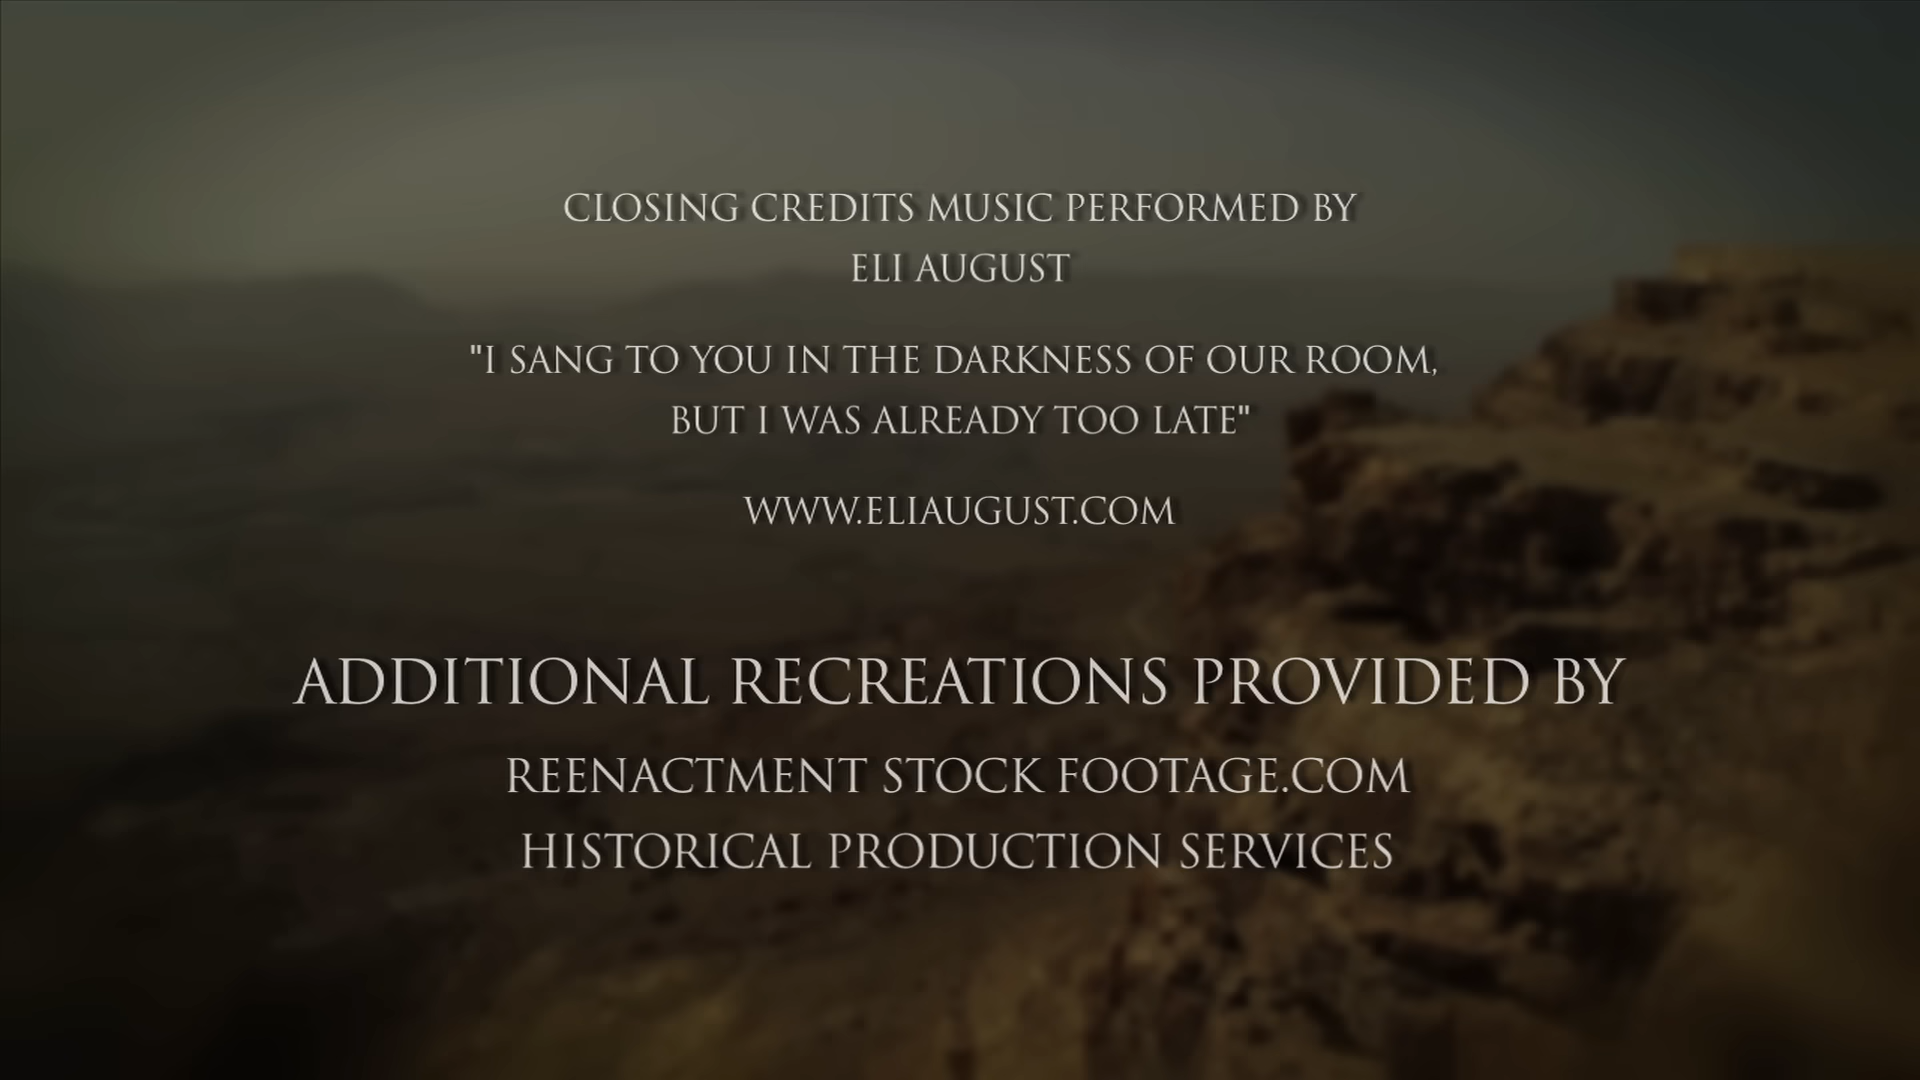 CLOSING CREDITS MUSIC PERFORMED BY
ELI AUGUST
"I SANG TO YOU IN THE DARKNESS OF OUR ROOM,
BUT I WAS ALREADY TOO LATE"
WWW.ELIAUGUST.COM
ADDITIONAL RECREATIONS PROVIDED BY
REENACTMENT STOCK FOOTAGE.COM
HISTORICAL PRODUCTION SERVICES